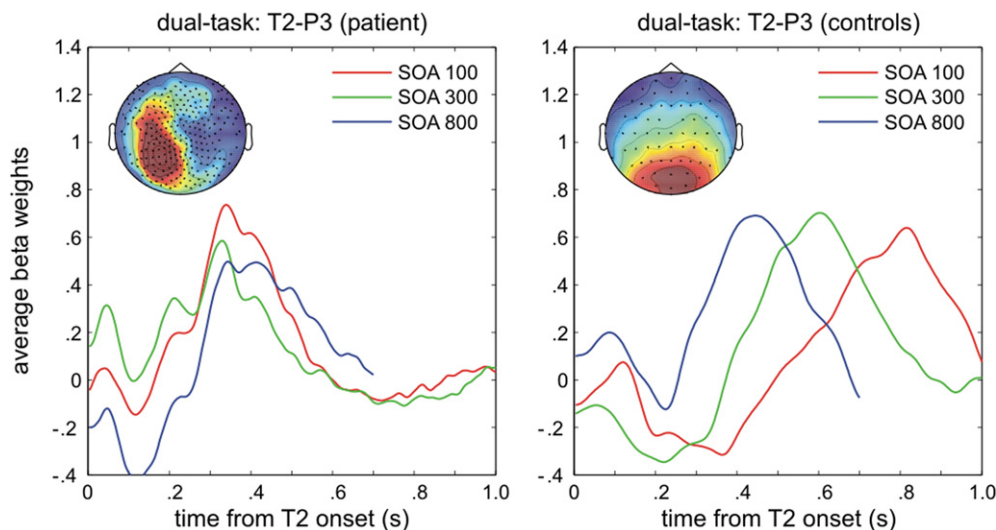 dual-task: T2-P3 (patient)
1.4
1.2
1
.8
.6
.4
.2
0
-.2
-.4
average beta weights
SOA 100
SOA 300
SOA 800
0 .2 .4 .6 .8 1.0
time from T2 onset (s)
dual-task: T2-P3 (controls)
1.4
1.2
1
.8
.6
.4
.2
0
-.2
-.4
SOA 100
SOA 300
SOA 800
0 .2 .4 .6 .8 1.0
time from T2 onset (s)